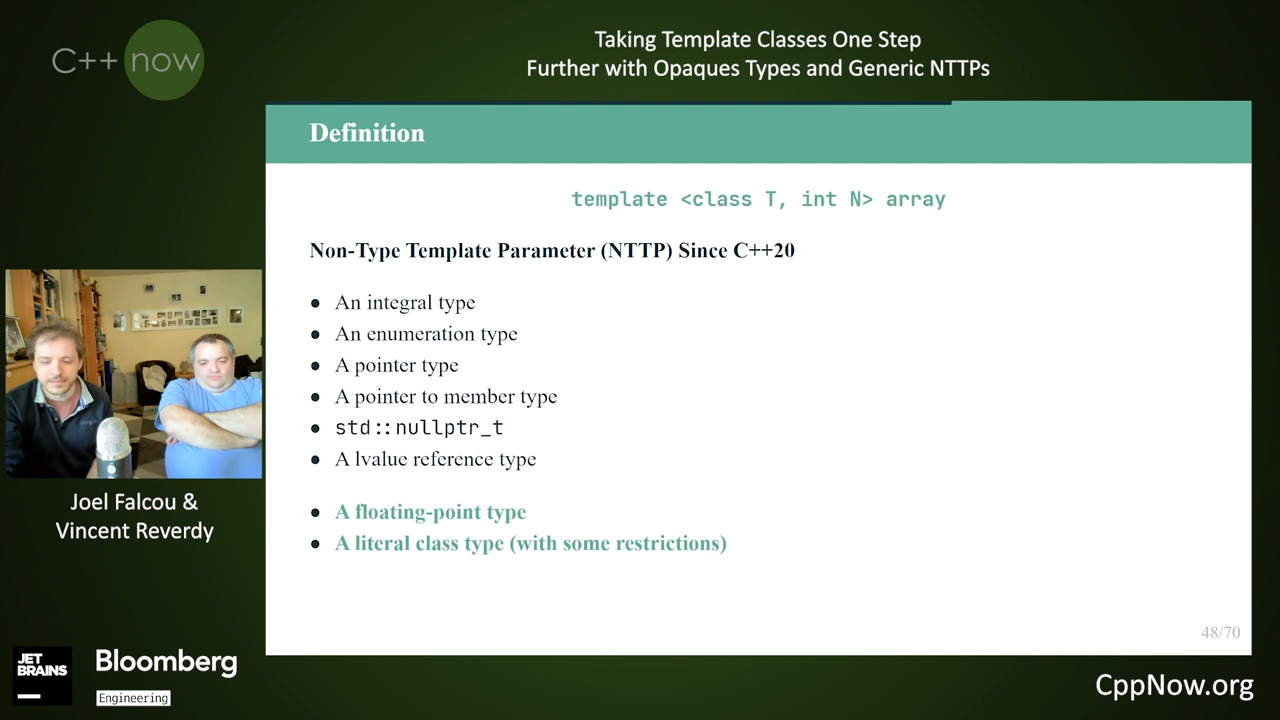 C++ now
Taking Template Classes One Step
Further with Opaques Types and Generic NTTPs
Definition
template <class T, int N> array
Non-Type Template Parameter (NTTP) Since C++20
• An integral type
• An enumeration type
• A pointer type
• A pointer to member type
• std::nullptr_t
• A lvalue reference type
• A floating-point type
• A literal class type (with some restrictions)
48/70
Joel Falcou &
Vincent Reverdy
JET
BRAINS
Bloomberg
Engineering
CppNow.org